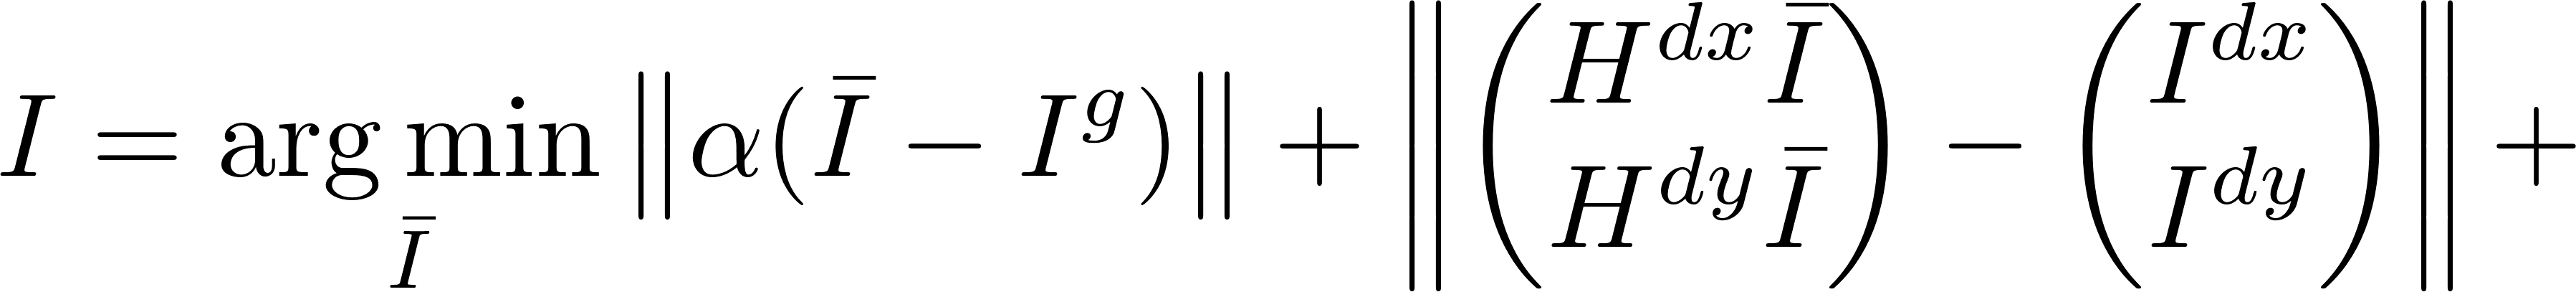 I = \arg\min_{\bar{I}} \left\| \alpha(\bar{I} - I^g) \right\| + \left\| \begin{pmatrix} H^{dx}\bar{I} \\ H^{dy}\bar{I} \end{pmatrix} - \begin{pmatrix} I^{dx} \\ I^{dy} \end{pmatrix} \right\| +